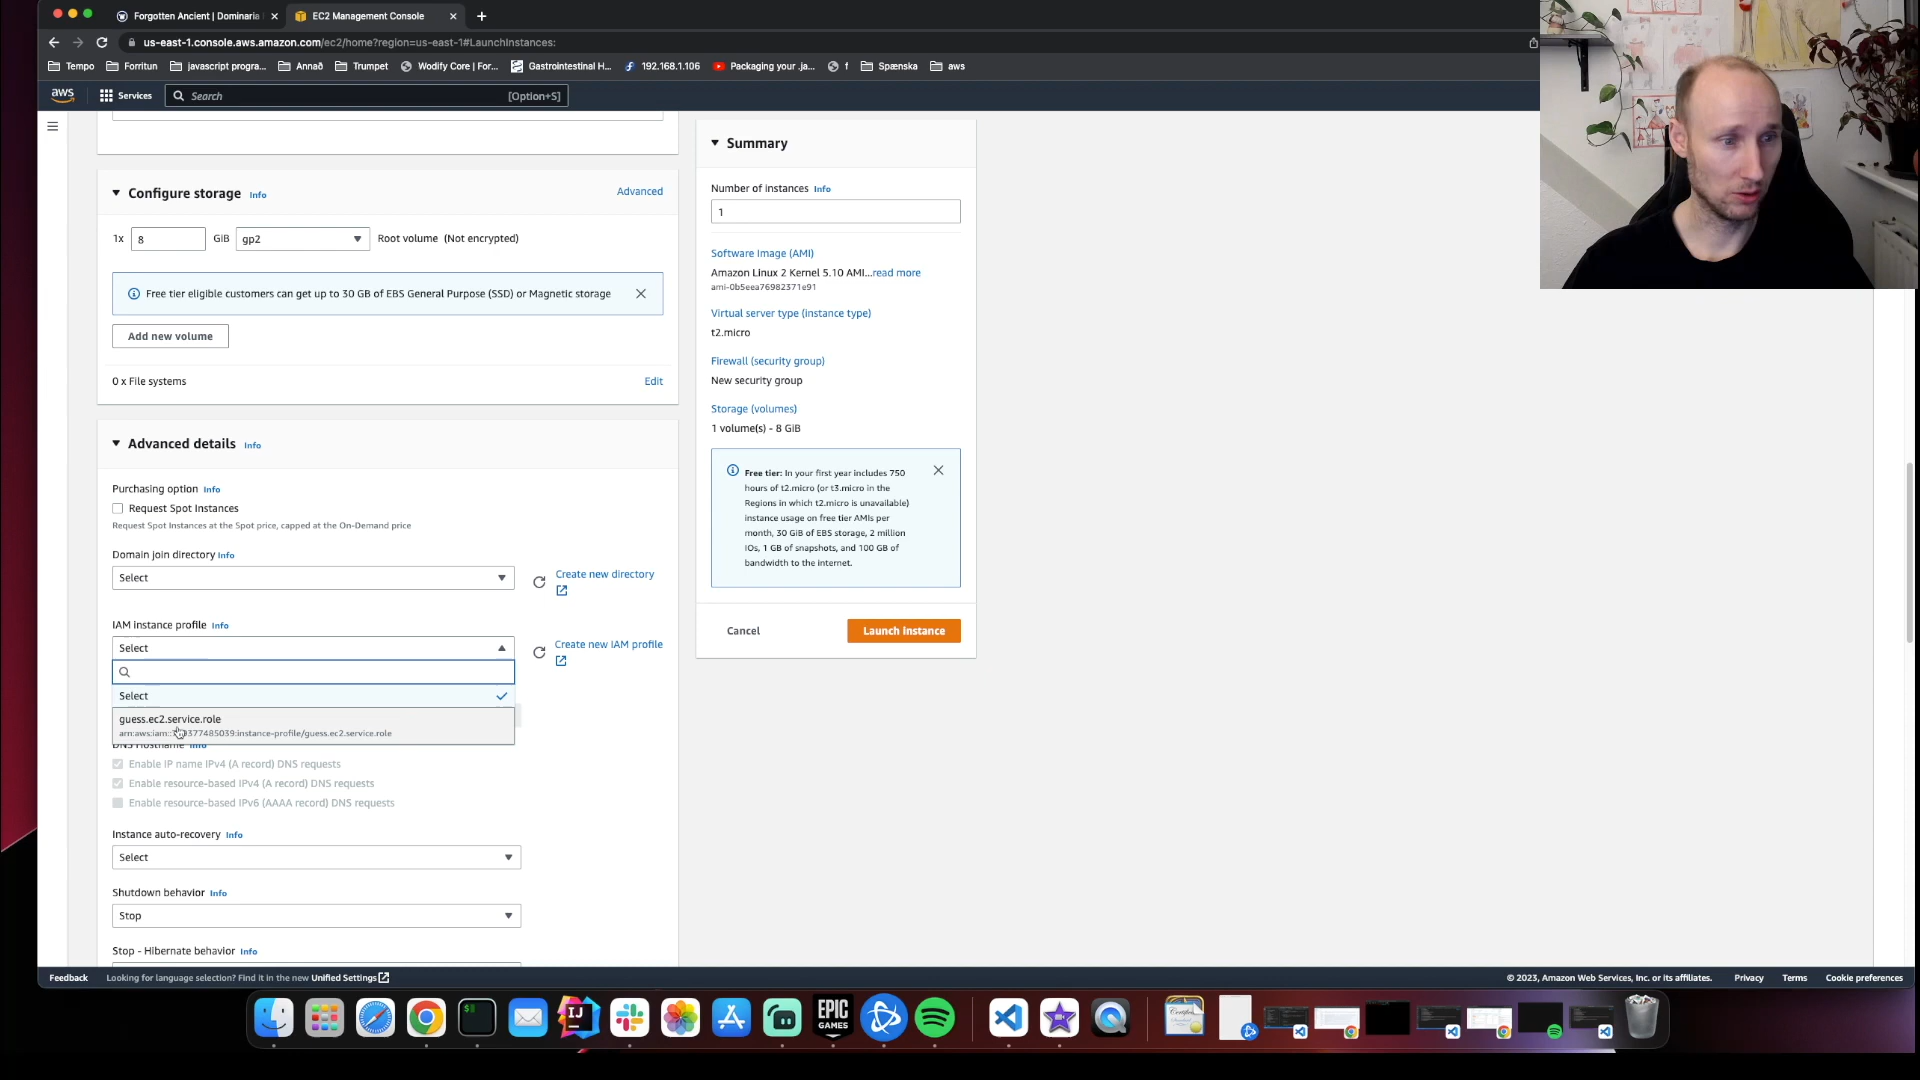 Forgotten Ancient | Dominaria
EC2 Management Console
us-east-1.console.aws.amazon.com/ec2/home?region=us-east-1#LaunchInstances:
Tempo
Forritun
javascript progra...
Annað
Trumpet
Wodify Core | For...
Gastrointestinal H...
192.168.1.106
Packaging your .ja...
f
Spænska
aws
aws
Services
Search
[Option+S]
Configure storage
Info
Advanced
1x
8
GiB
gp2
Root volume (Not encrypted)
Free tier eligible customers can get up to 30 GB of EBS General Purpose (SSD) or Magnetic storage
Add new volume
0 x File systems
Edit
Advanced details
Info
Purchasing option Info
Request Spot Instances
Request Spot Instances at the Spot price, capped at the On-Demand price
Domain join directory Info
Select
Create new directory
IAM instance profile Info
Select
Create new IAM profile
Select
guess.ec2.service.role
377485039:instance-profile/guess.ec2.service.role
DNS Hostname Info
Enable IP name IPv4 (A record) DNS requests
Enable resource-based IPv4 (A record) DNS requests
Enable resource-based IPv6 (AAAA record) DNS requests
Instance auto-recovery Info
Select
Shutdown behavior Info
Stop
Stop - Hibernate behavior Info
Summary
Number of instances Info
1
Software Image (AMI)
Amazon Linux 2 Kernel 5.10 AMI...read more
ami-0b5eea76982371e91
Virtual server type (instance type)
t2.micro
Firewall (security group)
New security group
Storage (volumes)
1 volume(s) - 8 GiB
Free tier: In your first year includes 750
hours of t2.micro (or t3.micro in the
Regions in which t2.micro is unavailable)
instance usage on free tier AMIs per
month, 30 GiB of EBS storage, 2 million
IOs, 1 GB of snapshots, and 100 GB of
bandwidth to the internet.
Cancel
Launch instance
Feedback
Looking for language selection? Find it in the new Unified Settings
© 2023, Amazon Web Services, Inc. or its affiliates.
Privacy
Terms
Cookie preferences
IJ
EPIC
GAMES